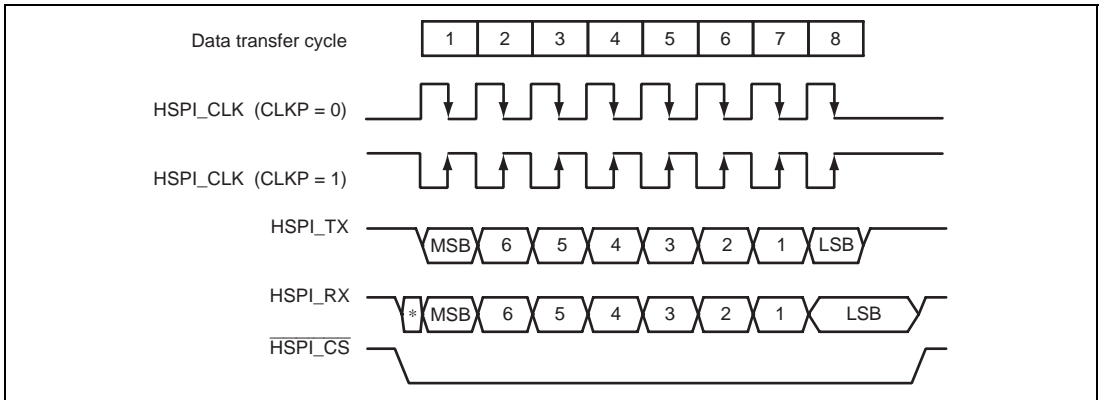 Data transfer cycle 1 2 3 4 5 6 7 8
HSPI_CLK (CLKP = 0)
HSPI_CLK (CLKP = 1)
HSPI_TX MSB 6 5 4 3 2 1 LSB
HSPI_RX * MSB 6 5 4 3 2 1 LSB
HSPI_CS